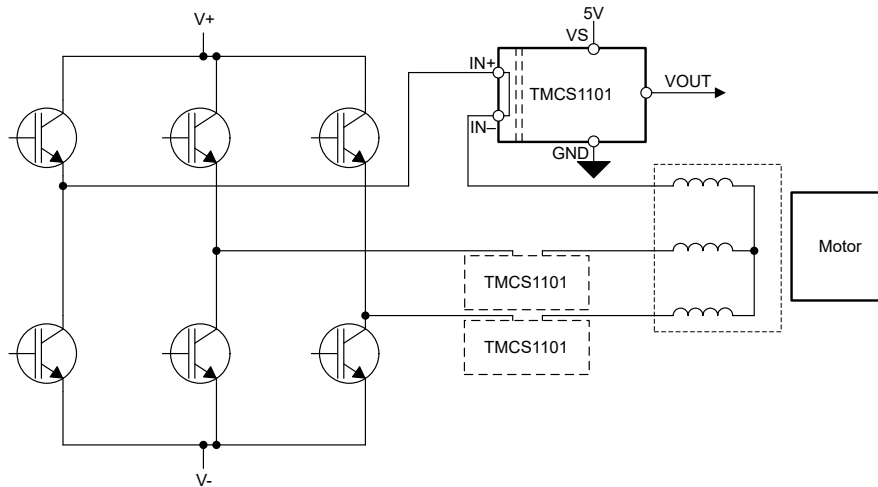 V+
5V
VS
IN+
TMCS1101
VOUT
IN–
GND
Motor
TMCS1101
TMCS1101
V-